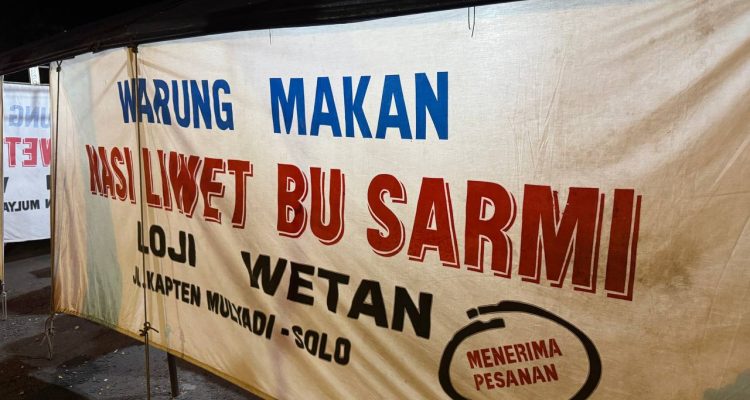 WARUNG MAKAN
NASI LIWET BU SARMI
LOJI WETAN
JL. KAPTEN MULYADI - SOLO
MENERIMA
PESANAN